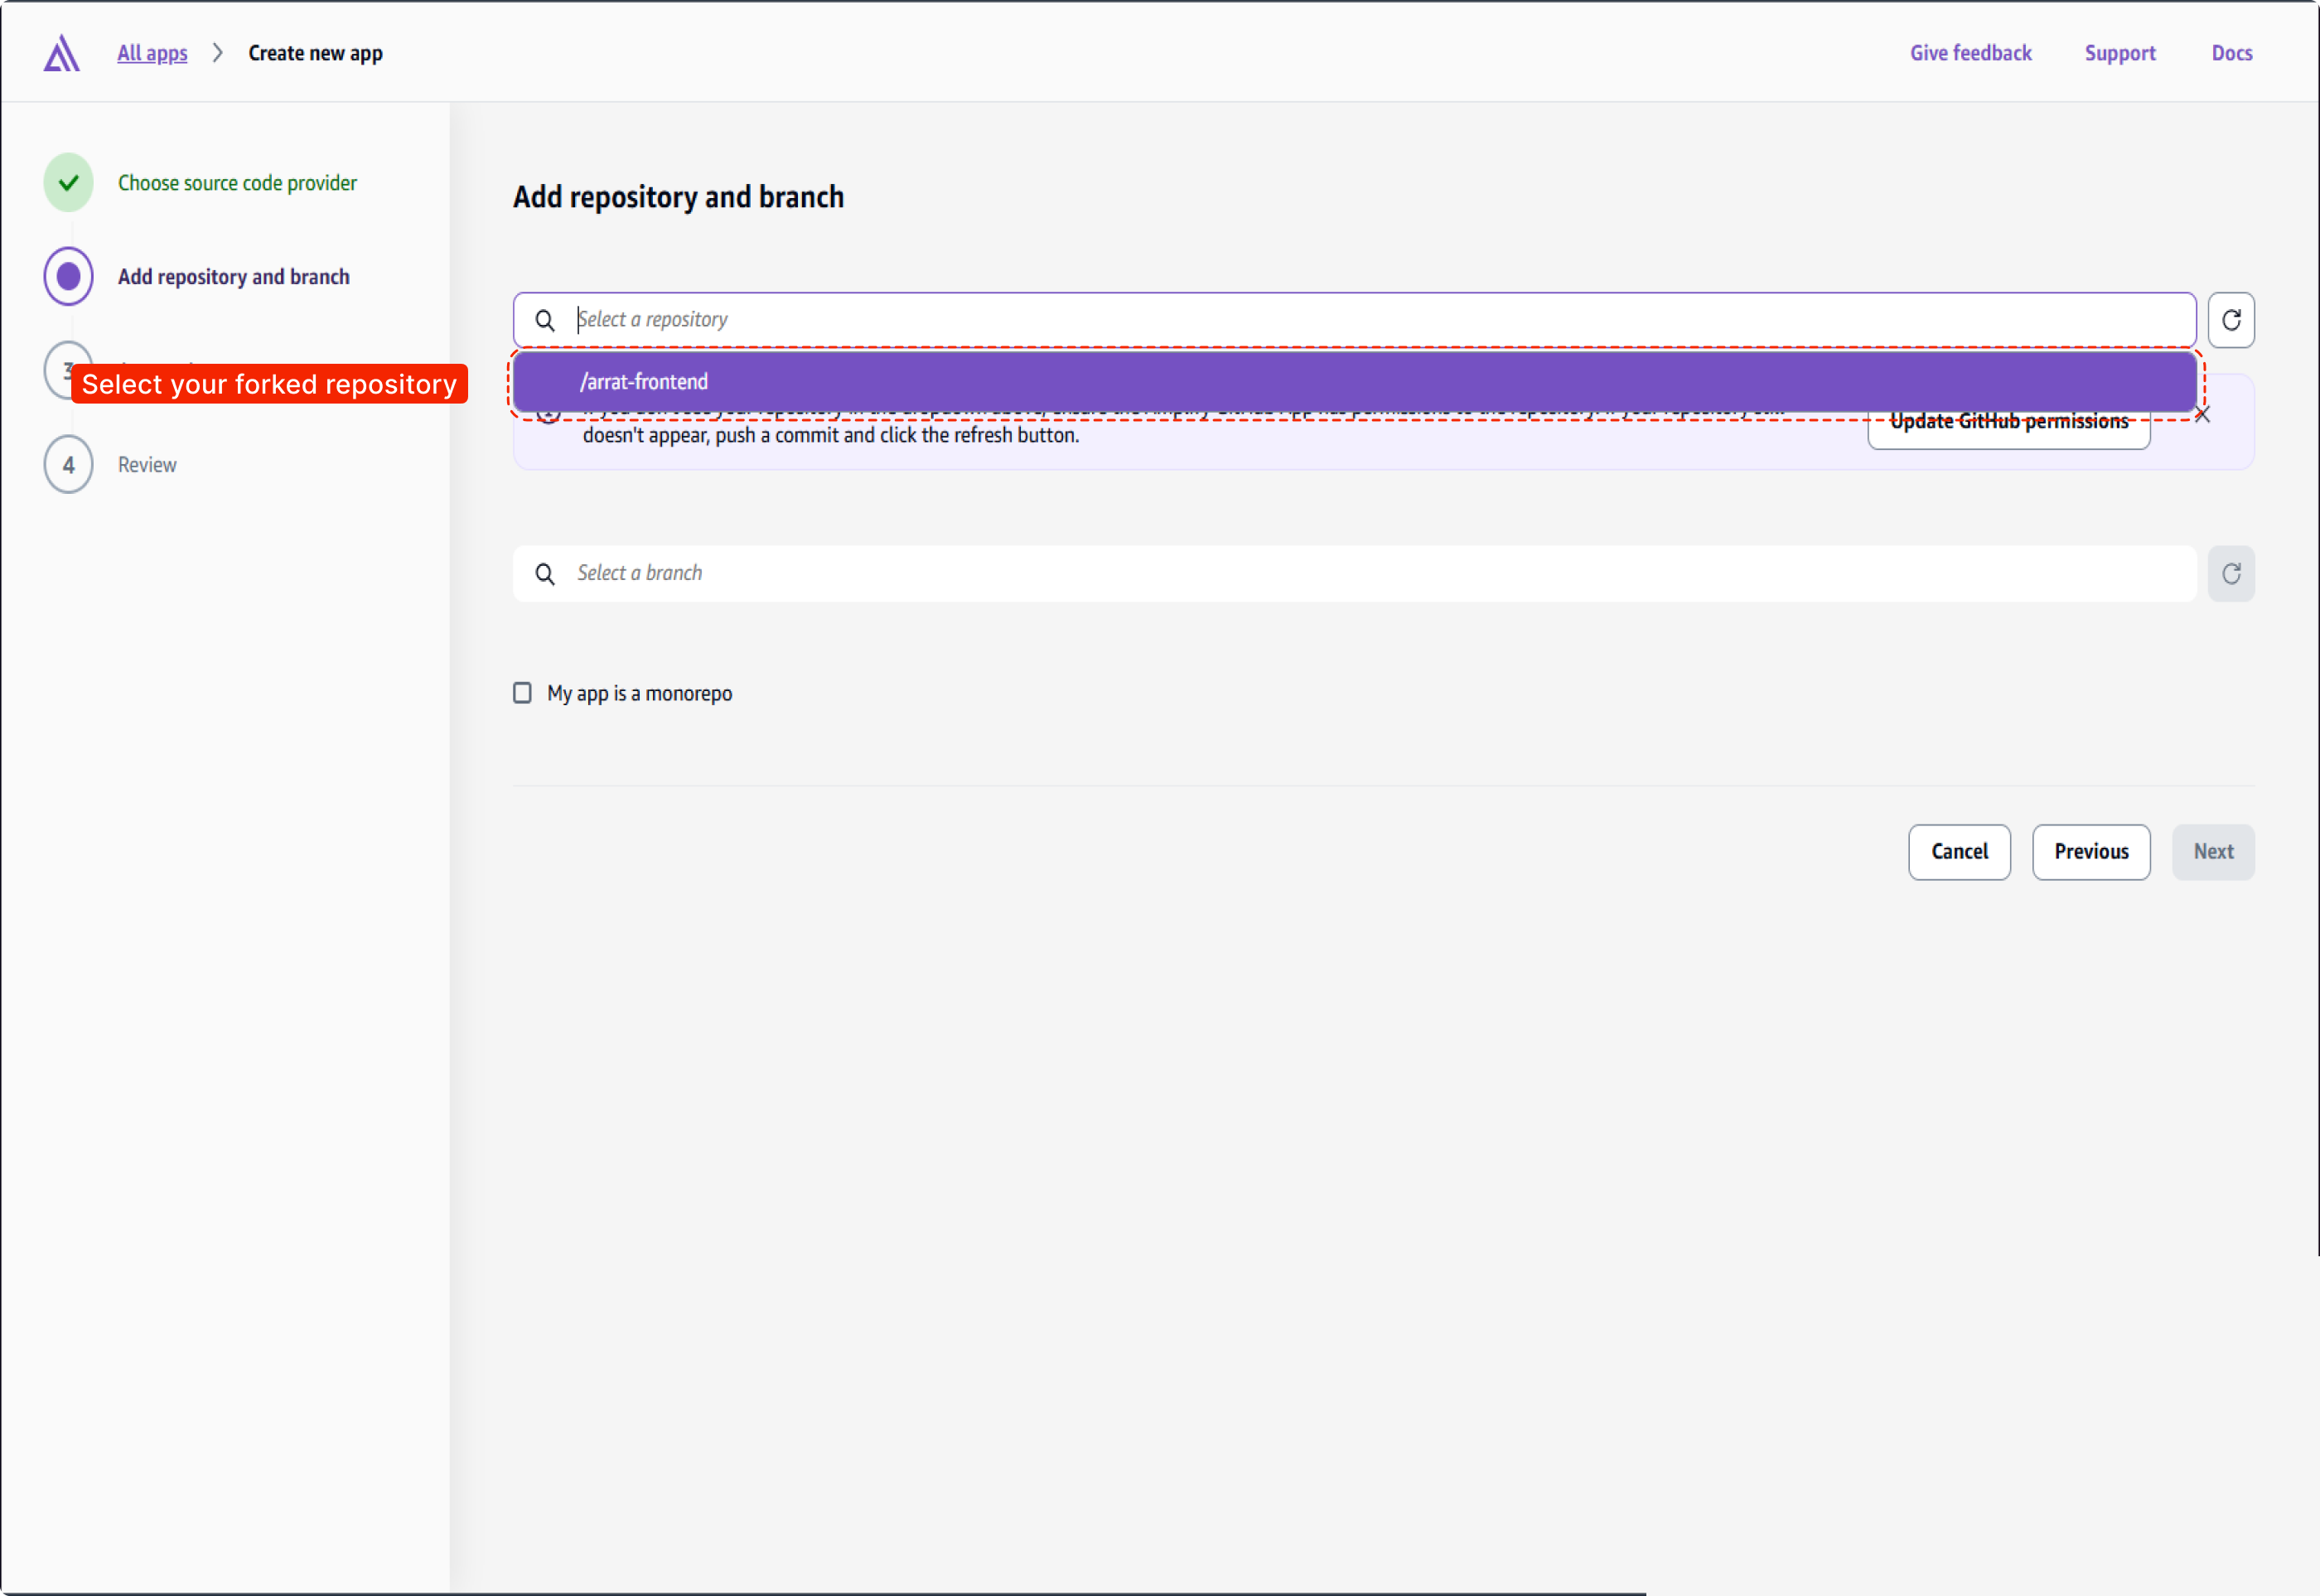 All apps > Create new app
Give feedback
Support
Docs
Choose source code provider
Add repository and branch
3
Select your forked repository
4
Review
Add repository and branch
Select a repository
/arrat-frontend
doesn't appear, push a commit and click the refresh button.
Update GitHub permissions
Select a branch
My app is a monorepo
Cancel
Previous
Next